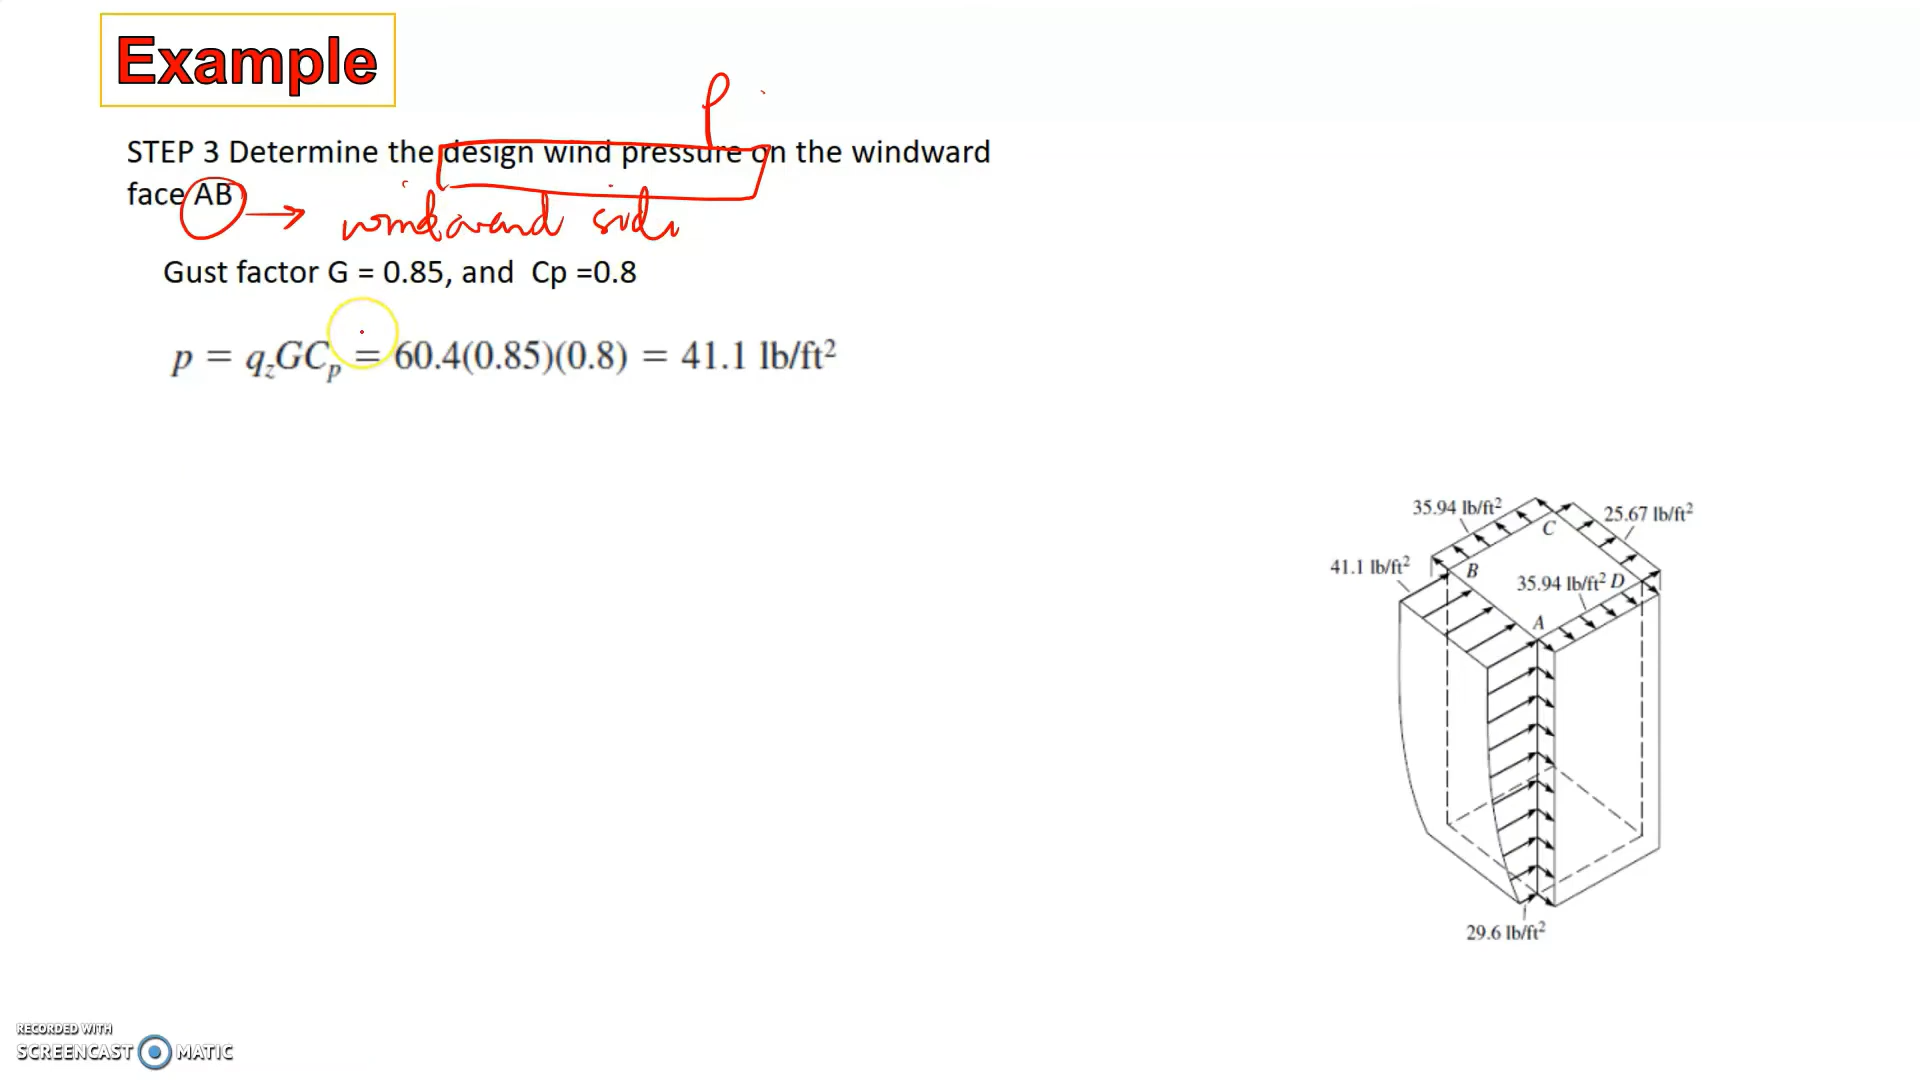 Example
P
STEP 3 Determine the design wind pressure on the windward
face AB → windward side
Gust factor G = 0.85, and Cp =0.8
p = q_zGC_p = 60.4(0.85)(0.8) = 41.1 lb/ft²
35.94 lb/ft²
25.67 lb/ft²
C
41.1 lb/ft²
B
35.94 lb/ft² D
A
29.6 lb/ft²
RECORDED WITH
SCREENCAST MATIC